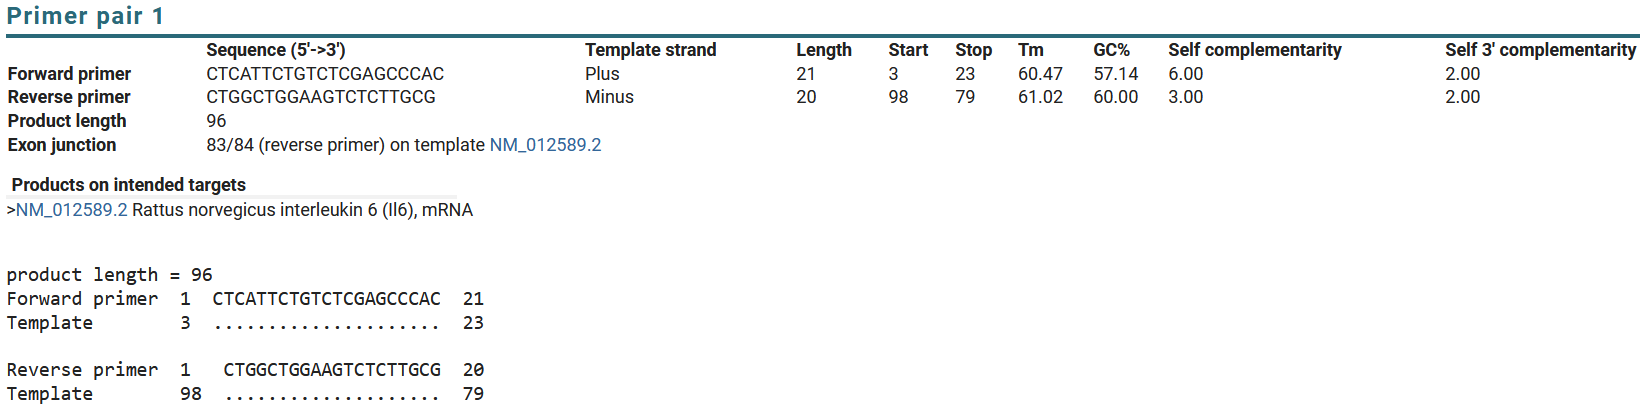 Primer pair 1
Sequence (5'->3') Template strand Length Start Stop Tm GC% Self complementarity Self 3' complementarity
Forward primer CTCATTCTGTCTCGAGCCCAC Plus 21 3 23 60.47 57.14 6.00 2.00
Reverse primer CTGGCTGGAAGTCTCTTGCG Minus 20 98 79 61.02 60.00 3.00 2.00
Product length 96
Exon junction 83/84 (reverse primer) on template NM_012589.2
Products on intended targets
>NM_012589.2 Rattus norvegicus interleukin 6 (Il6), mRNA
product length = 96
Forward primer 1 CTCATTCTGTCTCGAGCCCAC 21
Template 3 ..................... 23
Reverse primer 1 CTGGCTGGAAGTCTCTTGCG 20
Template 98 .................... 79